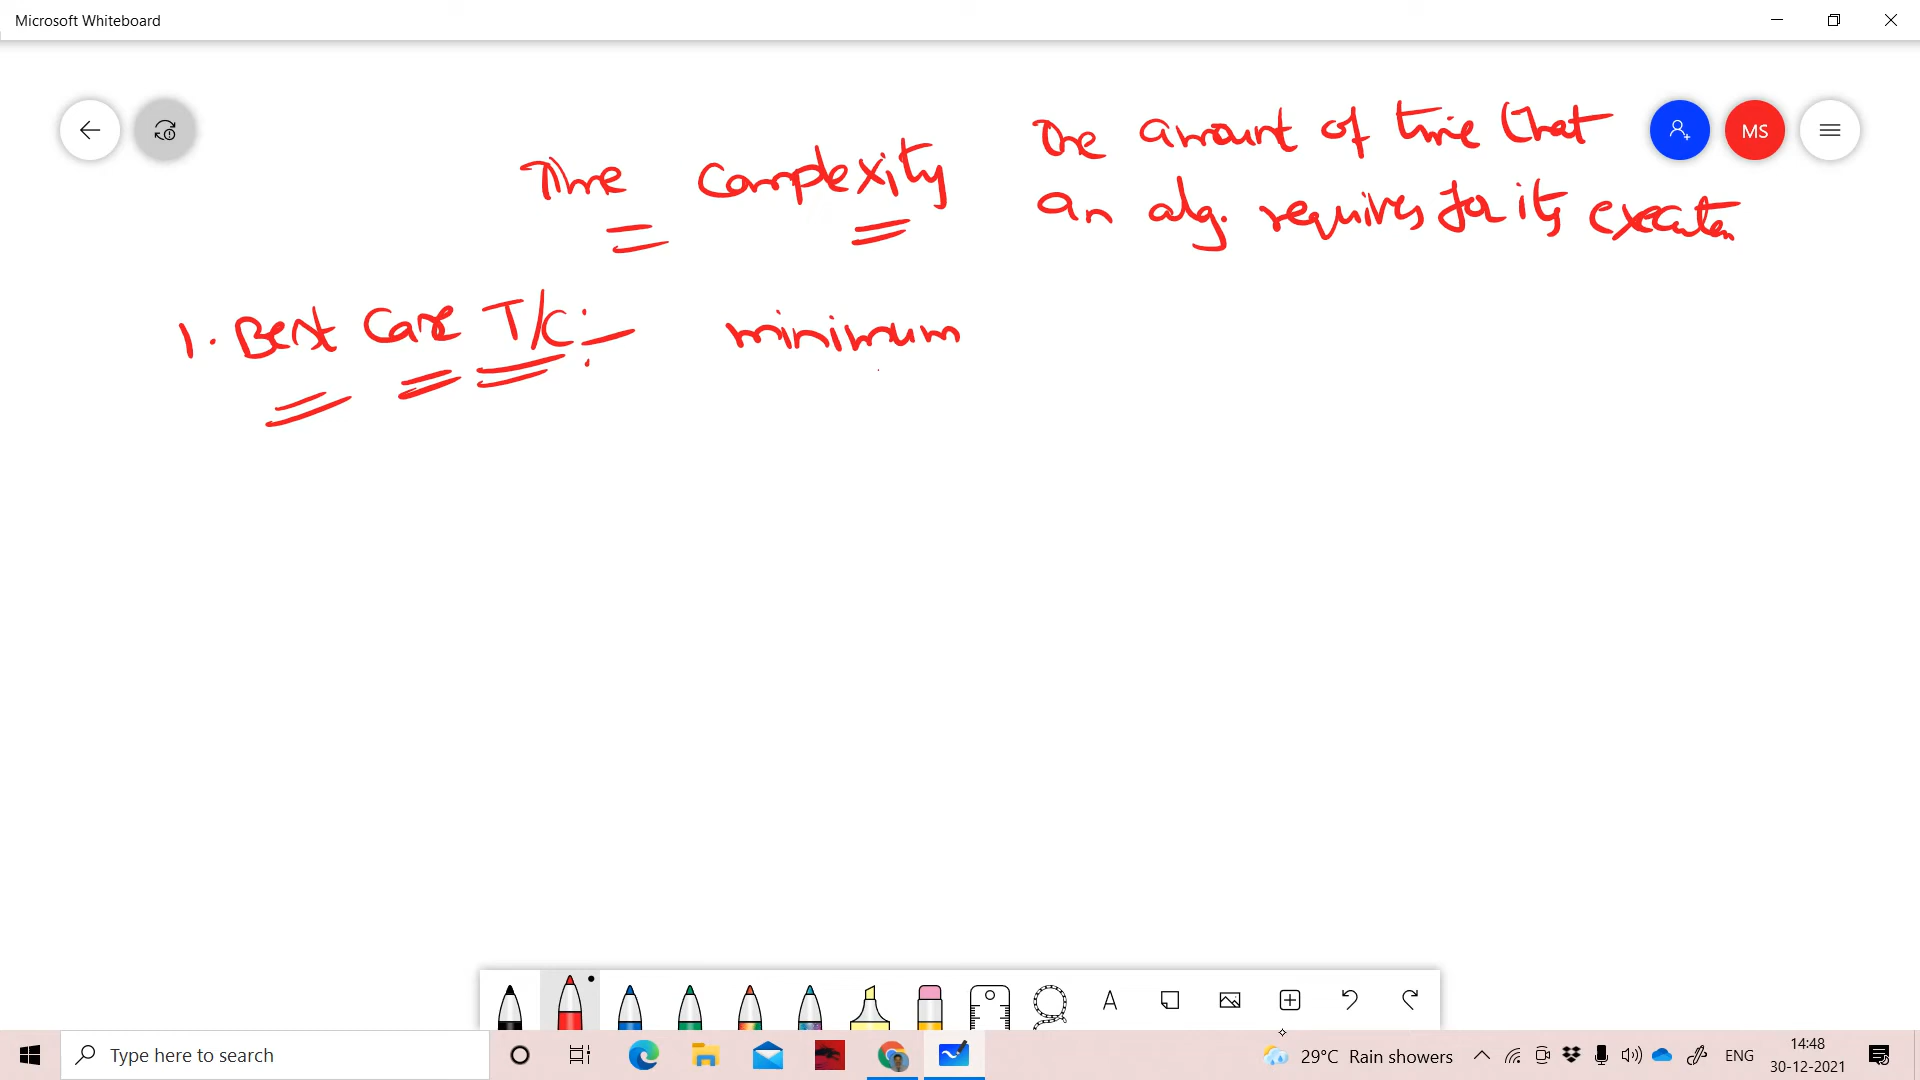 Microsoft Whiteboard
The amount of time that
Time Complexity
an alg. requires for its execution
MS
1. Best Case T/C :- minimum
A
Type here to search
29°C Rain showers
ENG
14:48
30-12-2021